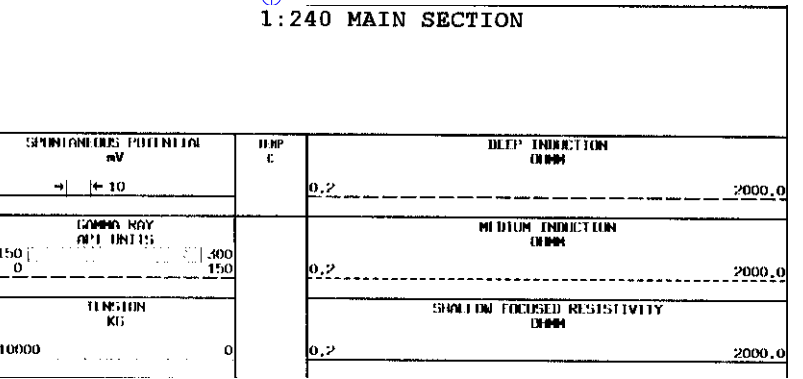 1:240 MAIN SECTION
SPONTANEOUS POTENTIAL
mV
→| |← 10
TEMP
C
DEEP INDUCTION
OHMM
0.2 2000.0
GAMMA RAY
API UNITS
150 300
0 150
MEDIUM INDUCTION
OHMM
0.2 2000.0
TENSION
KG
10000 0
SHALLOW FOCUSED RESISTIVITY
OHMM
0.2 2000.0